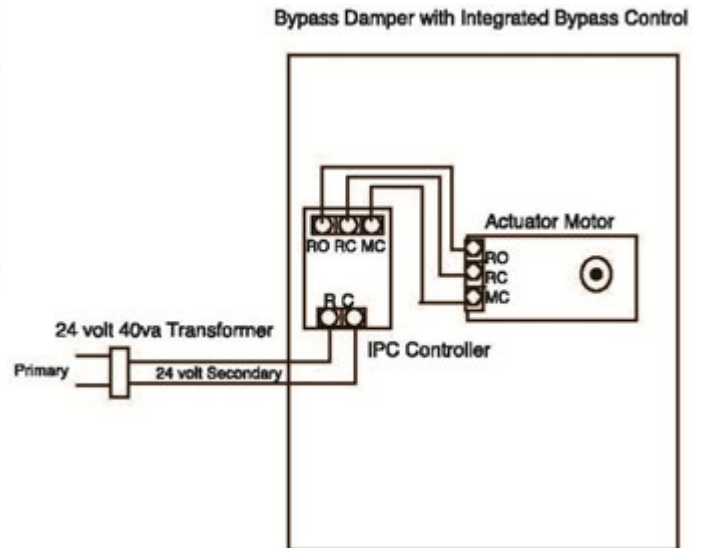 Bypass Damper with Integrated Bypass Control
RO RC MC
Actuator Motor
RO
RC
MC
R C
24 volt 40va Transformer
IPC Controller
Primary
24 volt Secondary